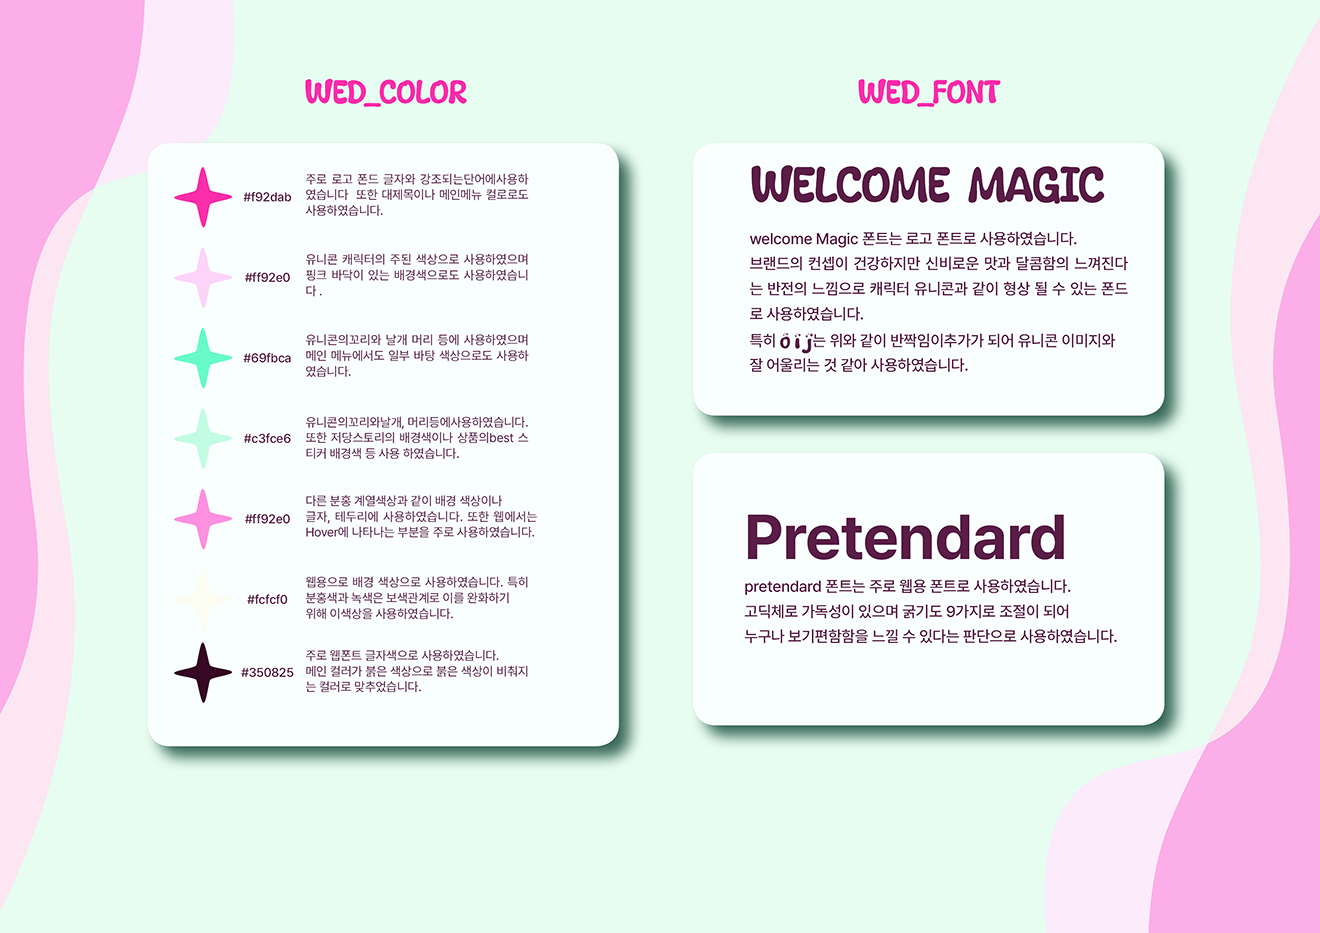 WED_COLOR
#f92dab
주로 로고 폰드 글자와 강조되는단어에사용하
였습니다 또한 대제목이나 메인메뉴 컬로로도
사용하였습니다.
#ff92e0
유니콘 캐릭터의 주된 색상으로 사용하였으며
핑크 바닥이 있는 배경색으로도 사용하였습니
다 .
#69fbca
유니콘의꼬리와 날개 머리 등에 사용하였으며
메인 메뉴에서도 일부 바탕 색상으로도 사용하
였습니다.
#c3fce6
유니콘의꼬리와날개, 머리등에사용하였습니다.
또한 저당스토리의 배경색이나 상품의best 스
티커 배경색 등 사용 하였습니다.
#ff92e0
다른 분홍 계열색상과 같이 배경 색상이나
글자, 테두리에 사용하였습니다. 또한 웹에서는
Hover에 나타나는 부분을 주로 사용하였습니다.
#fcfcf0
웹용으로 배경 색상으로 사용하였습니다. 특히
분홍색과 녹색은 보색관계로 이를 완화하기
위해 이색상을 사용하였습니다.
#350825
주로 웹폰트 글자색으로 사용하였습니다.
메인 컬러가 붉은 색상으로 붉은 색상이 비춰지
는 컬러로 맞추었습니다.
WED_FONT
WELCOME MAGIC
welcome Magic 폰트는 로고 폰트로 사용하였습니다.
브랜드의 컨셉이 건강하지만 신비로운 맛과 달콤함의 느껴진다
는 반전의 느낌으로 캐릭터 유니콘과 같이 형상 될 수 있는 폰드
로 사용하였습니다.
특히 öij는 위와 같이 반짝임이추가가 되어 유니콘 이미지와
잘 어울리는 것 같아 사용하였습니다.
Pretendard
pretendard 폰트는 주로 웹용 폰트로 사용하였습니다.
고딕체로 가독성이 있으며 굵기도 9가지로 조절이 되어
누구나 보기편함함을 느낄 수 있다는 판단으로 사용하였습니다.